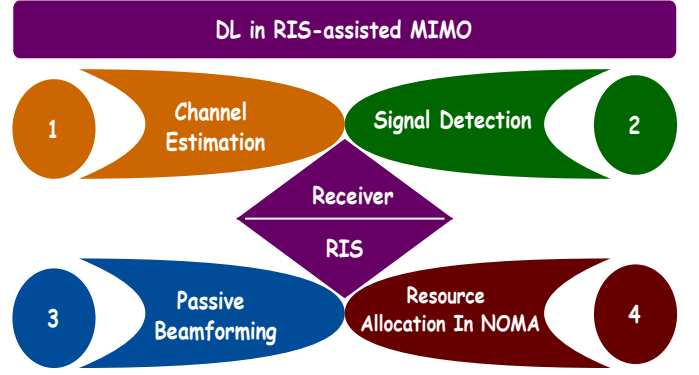 DL in RIS-assisted MIMO
1
Channel
Estimation
Signal Detection
2
Receiver
RIS
3
Passive
Beamforming
Resource
Allocation In NOMA
4